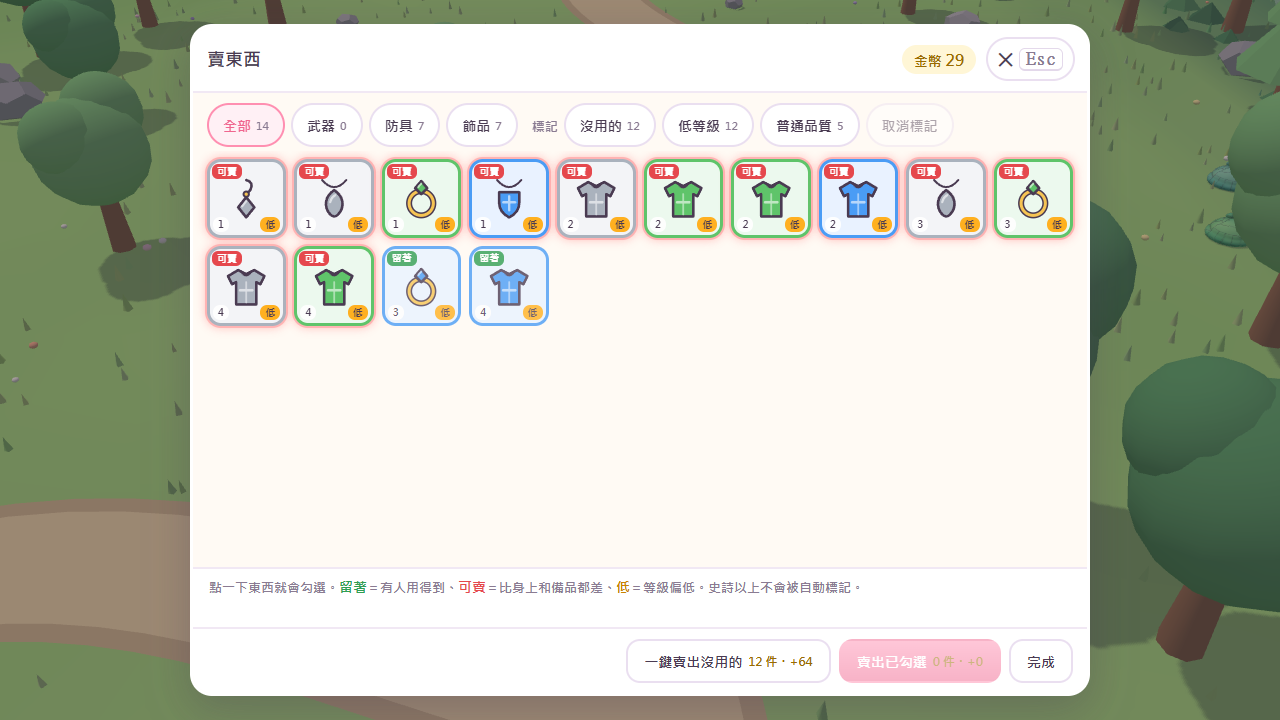 賣東西
金幣 29
× Esc
全部 14
武器 0
防具 7
飾品 7
標記
沒用的 12
低等級 12
普通品質 5
取消標記
可賣 可賣 可賣 可賣 可賣 可賣 可賣 可賣 可賣 可賣
1 低 1 低 1 低 1 低 2 低 2 低 2 低 2 低 3 低 3 低
可賣 可賣 留著 留著
4 低 4 低 3 低 4 低
點一下東西就會勾選。留著=有人用得到、可賣=比身上和備品都差、低=等級偏低。史詩以上不會被自動標記。
一鍵賣出沒用的 12 件・+64
賣出已勾選 0 件・+0
完成